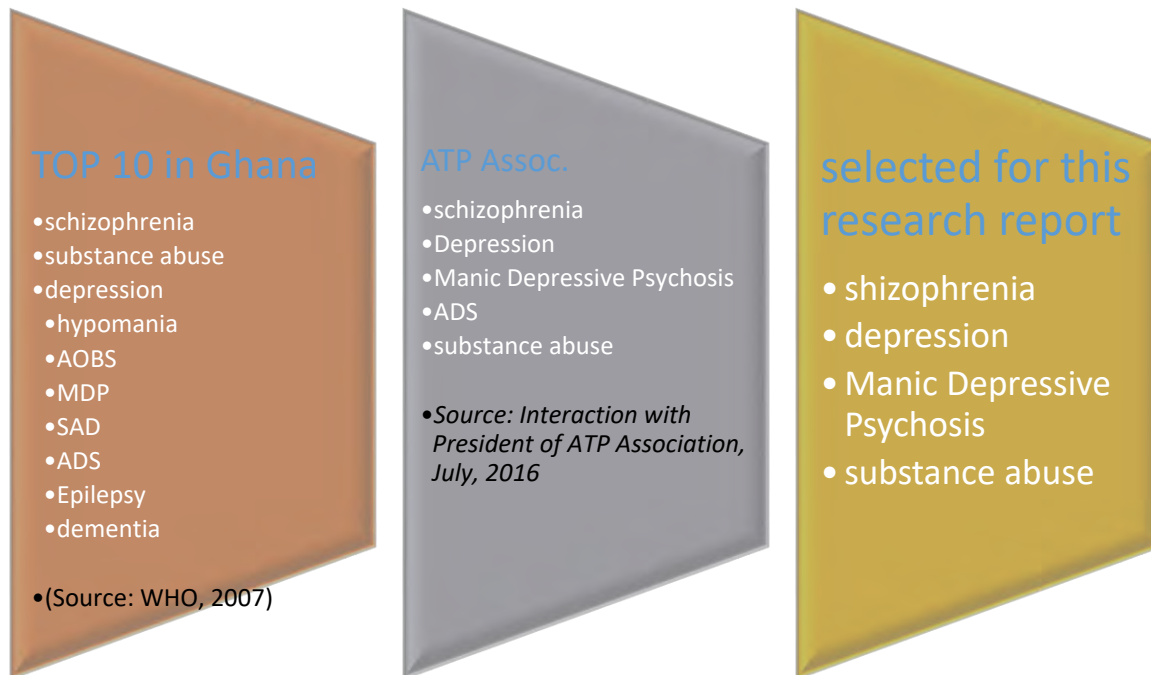 TOP 10 in Ghana
•schizophrenia
•substance abuse
•depression
•hypomania
•AOBS
•MDP
•SAD
•ADS
•Epilepsy
•dementia
•(Source: WHO, 2007)
ATP Assoc.
•schizophrenia
•Depression
•Manic Depressive Psychosis
•ADS
•substance abuse
•Source: Interaction with
President of ATP Association,
July, 2016
selected for this
research report
• shizophrenia
• depression
• Manic Depressive
Psychosis
• substance abuse